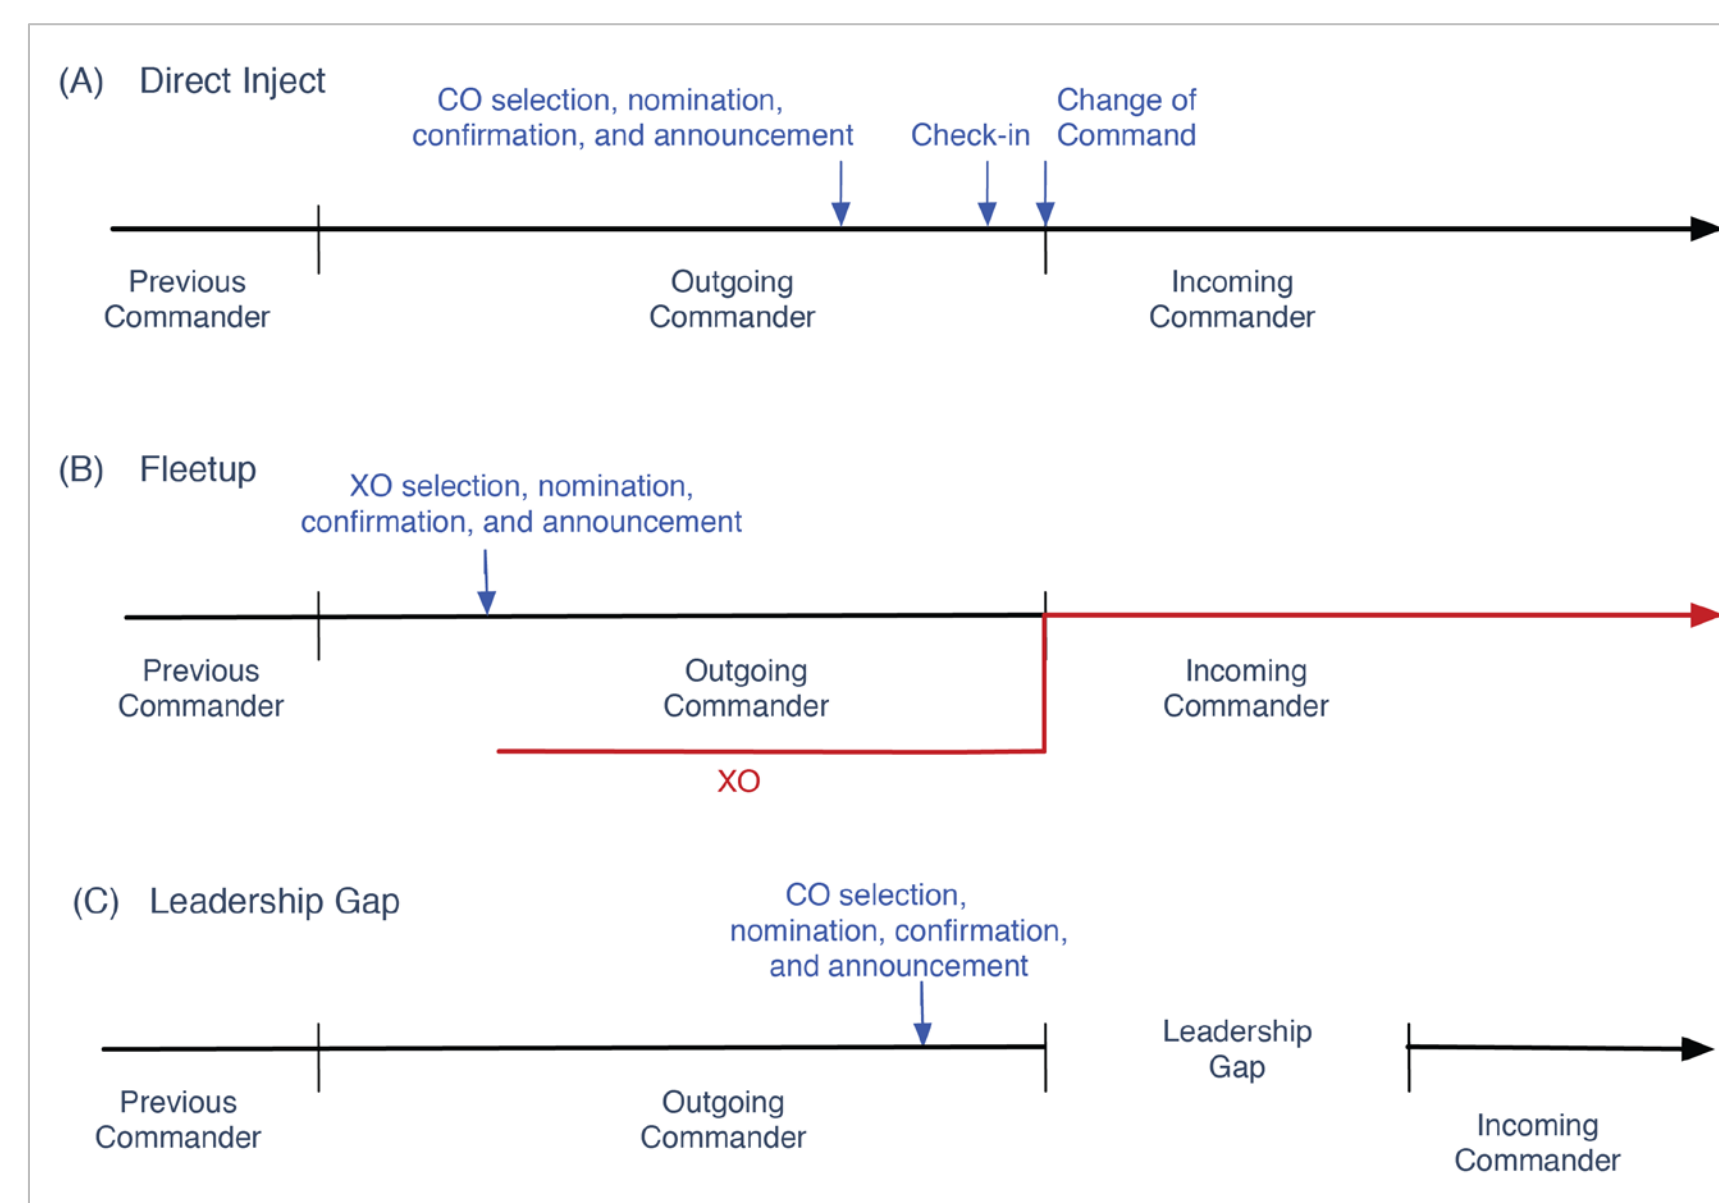 (A) Direct Inject
CO selection, nomination,
confirmation, and announcement
Check-in
Change of
Command
Previous
Commander
Outgoing
Commander
Incoming
Commander
(B) Fleetup
XO selection, nomination,
confirmation, and announcement
Previous
Commander
Outgoing
Commander
Incoming
Commander
XO
(C) Leadership Gap
CO selection,
nomination, confirmation,
and announcement
Leadership
Gap
Previous
Commander
Outgoing
Commander
Incoming
Commander